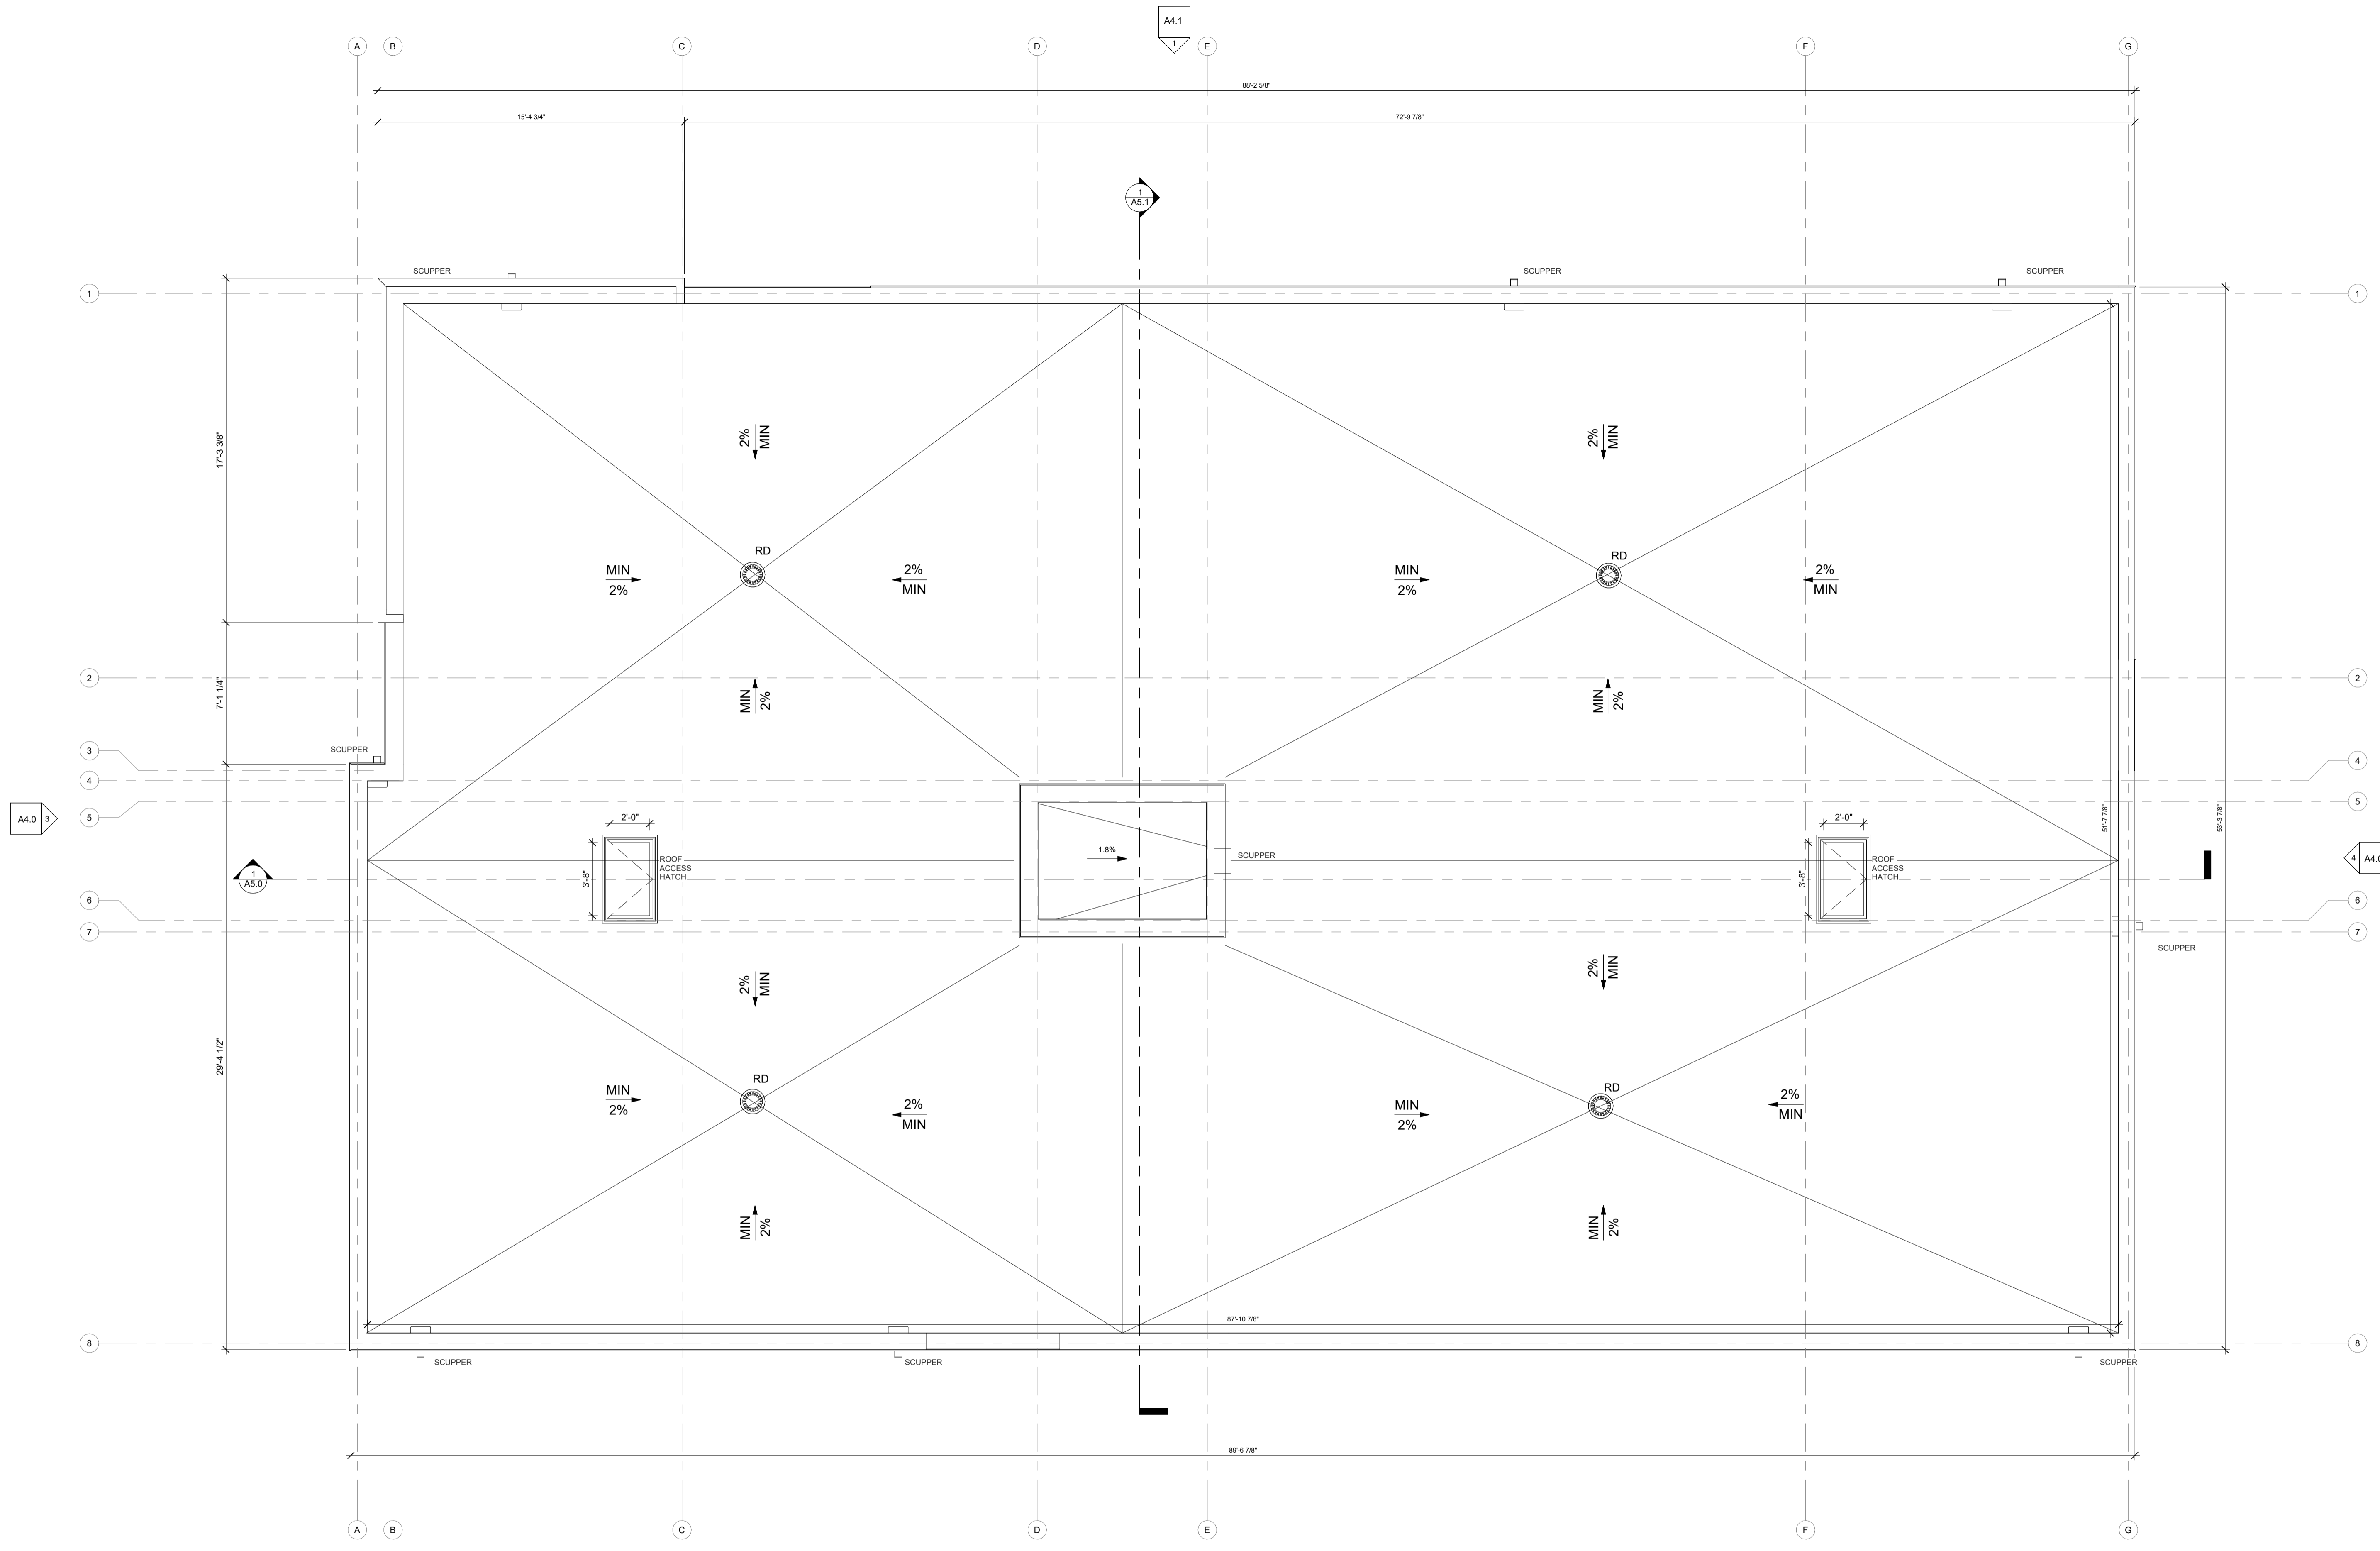 A4.1
1
A
B
C
D
E
F
G
88'-2 5/8"
15'-4 3/4"
72'-9 7/8"
1
A5.1
SCUPPER
SCUPPER
SCUPPER
1
1
17'-3 3/8"
2%
MIN
2%
MIN
RD
RD
MIN
2%
2%
MIN
MIN
2%
2%
MIN
2
2
7'-1 1/4"
MIN
2%
MIN
2%
SCUPPER
3
4
4
5
5
A4.0
3
2'-0"
2'-0"
51'-7 7/8"
53'-3 7/8"
1.8%
SCUPPER
ROOF
ACCESS
HATCH
ROOF
ACCESS
HATCH
3'-8"
3'-8"
4
A4.0
1
A5.0
6
6
7
7
SCUPPER
2%
MIN
2%
MIN
29'-4 1/2"
RD
RD
MIN
2%
2%
MIN
MIN
2%
2%
MIN
MIN
2%
MIN
2%
87'-10 7/8"
8
8
SCUPPER
SCUPPER
SCUPPER
89'-6 7/8"
A
B
C
D
E
F
G